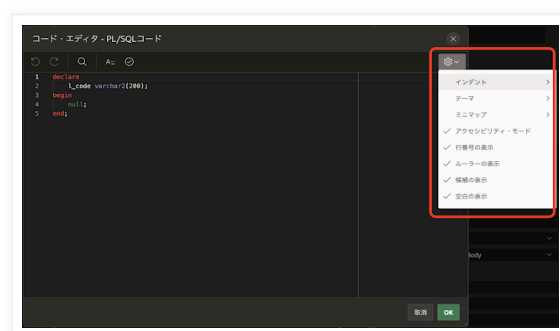 コード・エディタ - PL/SQLコード
A≡
1 declare
2 l_code varchar2(200);
3 begin
4 null;
5 end;
インデント
テーマ
ミニマップ
アクセシビリティ・モード
行番号の表示
ルーラーの表示
候補の表示
空白の表示
Body
取消
OK